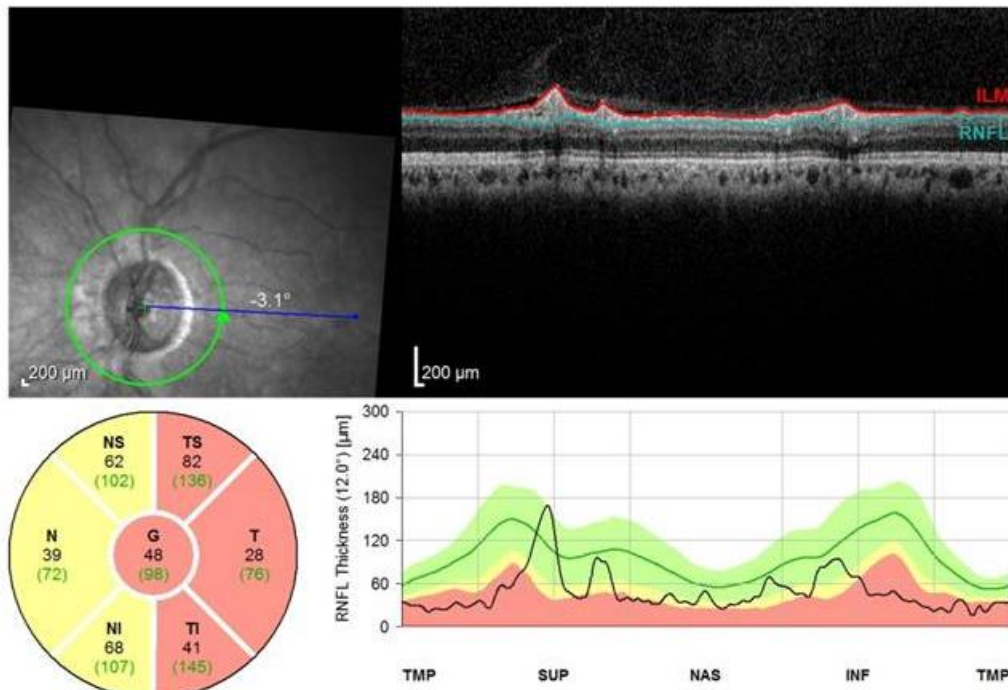 ILM
RNFL
-3.1°
200 µm
200 µm
NS
62
(102)
TS
82
(136)
N
39
(72)
G
48
(98)
T
28
(76)
NI
68
(107)
TI
41
(145)
RNFL Thickness (12.0°) [µm]
300
240
180
120
60
0
TMP
SUP
NAS
INF
TMP